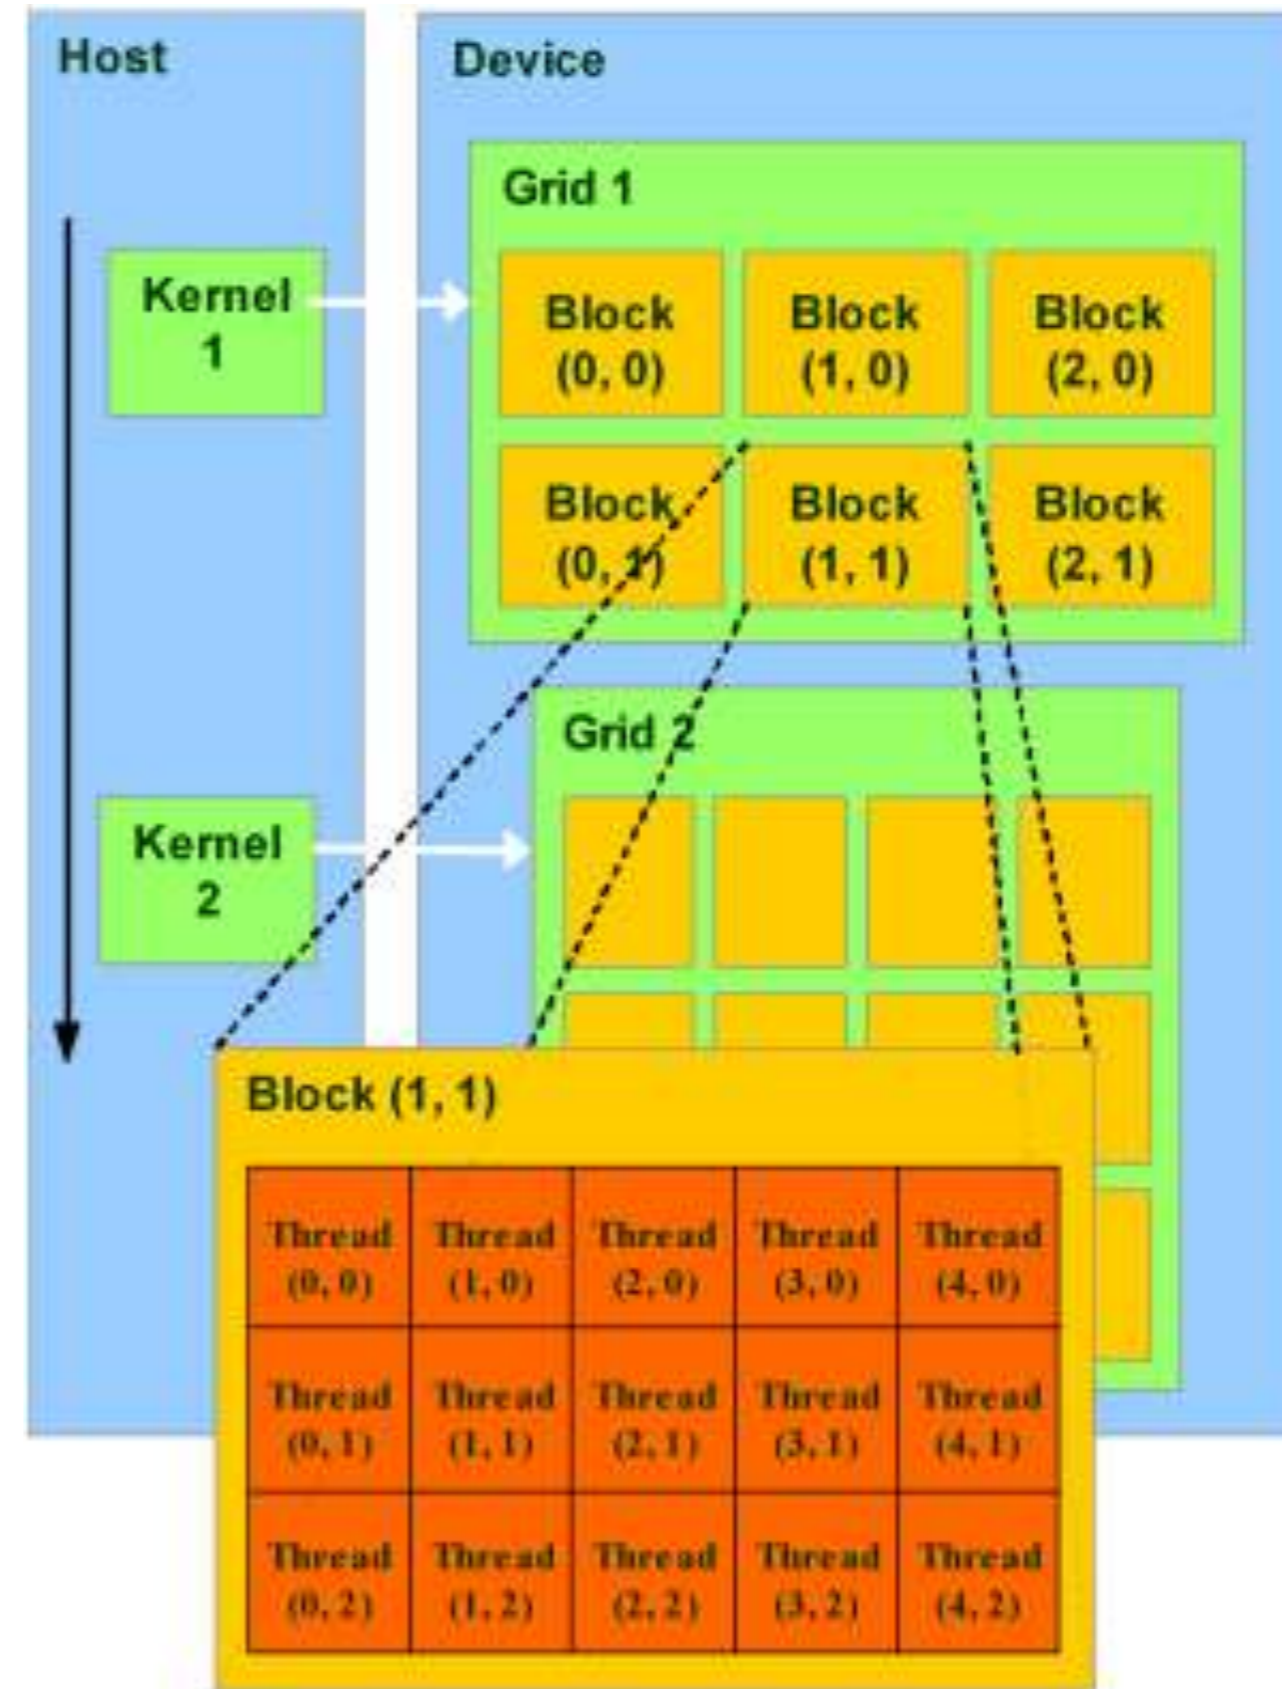 Host
Device
Grid 1
Kernel
1
Block
(0, 0)
Block
(1, 0)
Block
(2, 0)
Block
(0, 1)
Block
(1, 1)
Block
(2, 1)
Grid 2
Kernel
2
Block (1, 1)
Thread
(0, 0)
Thread
(1, 0)
Thread
(2, 0)
Thread
(3, 0)
Thread
(4, 0)
Thread
(0, 1)
Thread
(1, 1)
Thread
(2, 1)
Thread
(3, 1)
Thread
(4, 1)
Thread
(0, 2)
Thread
(1, 2)
Thread
(2, 2)
Thread
(3, 2)
Thread
(4, 2)